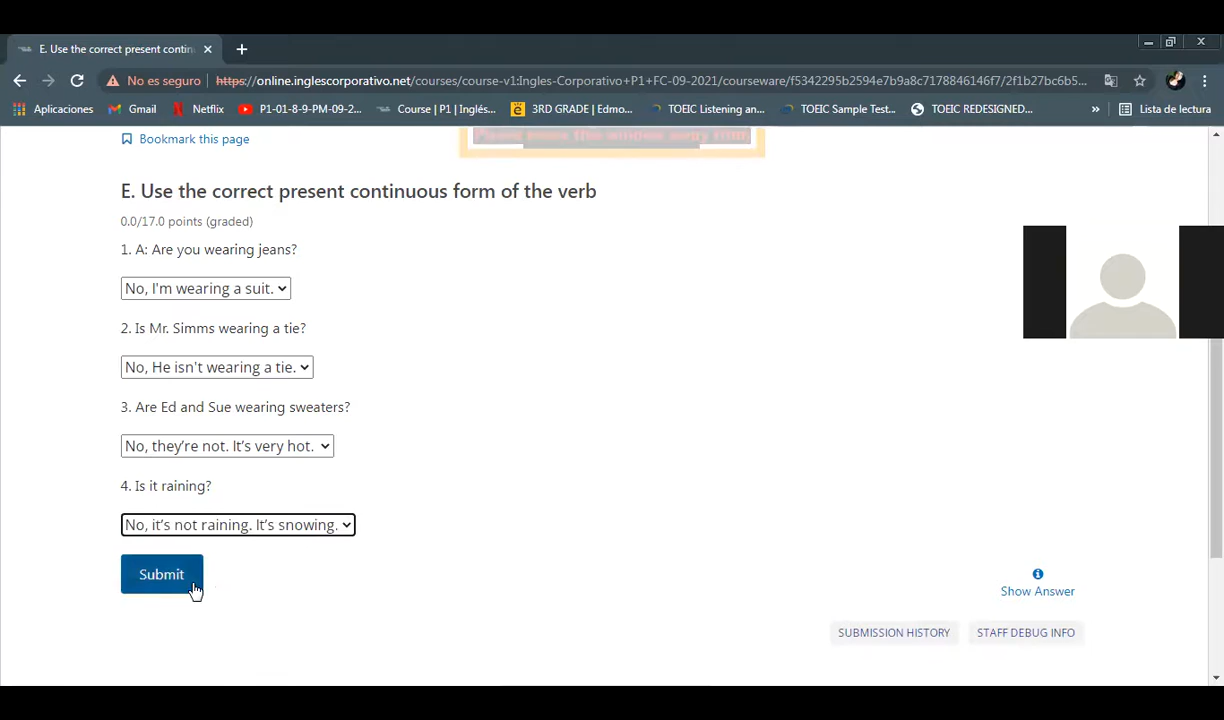 E. Use the correct present contin
No es seguro
https://online.inglescorporativo.net/courses/course-v1:Ingles-Corporativo+P1+FC-09-2021/courseware/f5342295b2594e7b9a8c7178846146f7/2f1b27bc6b5...
Aplicaciones
Gmail
Netflix
P1-01-8-9-PM-09-2...
Course | P1 | Inglés...
3RD GRADE | Edmo...
TOEIC Listening an...
TOEIC Sample Test...
TOEIC REDESIGNED...
»
Lista de lectura
Bookmark this page
E. Use the correct present continuous form of the verb
0.0/17.0 points (graded)
1. A: Are you wearing jeans?
No, I'm wearing a suit.
2. Is Mr. Simms wearing a tie?
No, He isn't wearing a tie.
3. Are Ed and Sue wearing sweaters?
No, they’re not. It’s very hot.
4. Is it raining?
No, it’s not raining. It’s snowing.
Submit
Show Answer
SUBMISSION HISTORY
STAFF DEBUG INFO